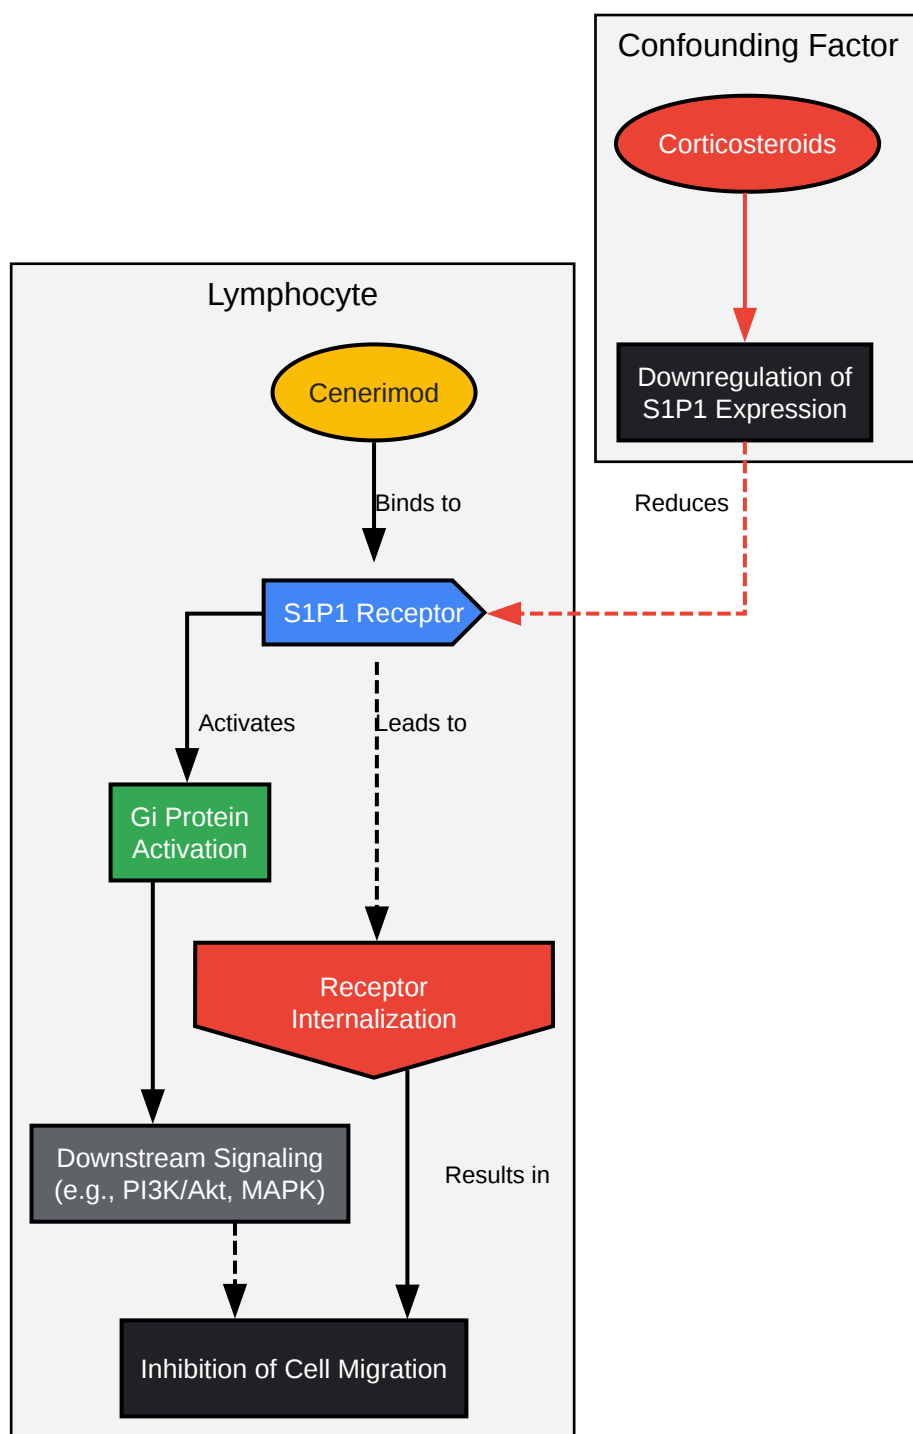 Confounding Factor
Corticosteroids
Downregulation of
S1P1 Expression
Reduces
Lymphocyte
Cenerimod
Binds to
S1P1 Receptor
Activates
Leads to
Gi Protein
Activation
Receptor
Internalization
Downstream Signaling
(e.g., PI3K/Akt, MAPK)
Results in
Inhibition of Cell Migration